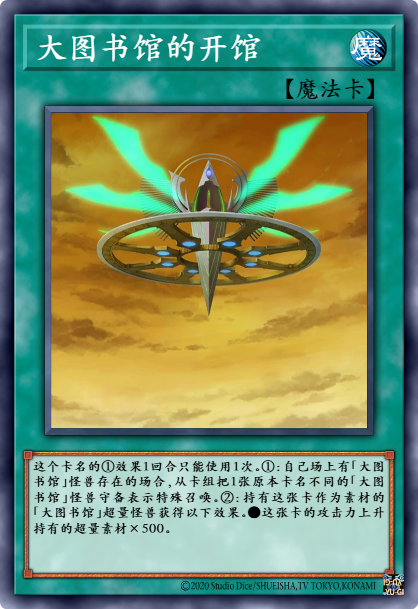 大图书馆的开馆
魔
【魔法卡】
这个卡名的①效果1回合只能使用1次。①:自己场上有「大图
书馆」怪兽存在的场合,从卡组把1张原本卡名不同的「大图
书馆」怪兽守备表示特殊召唤。②:持有这张卡作为素材的
「大图书馆」超量怪兽获得以下效果。●这张卡的攻击力上升
持有的超量素材×500。
©2020 Studio Dice/SHUEISHA,TV TOKYO,KONAMI